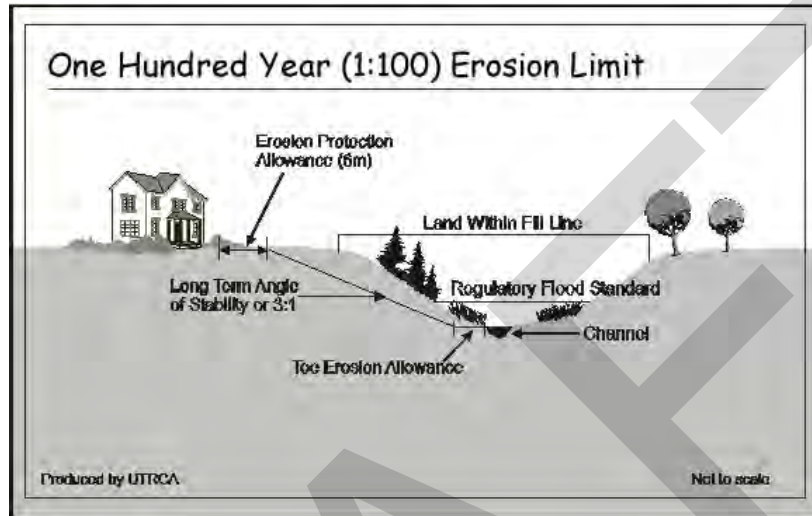 One Hundred Year (1:100) Erosion Limit
Erosion Protection
Allowance (6m)
Land Within Fill Line
Long Term Angle
of Stability or 3:1
Regulatory Flood Standard
Channel
Toe Erosion Allowance
Produced by UTRCA
Not to scale